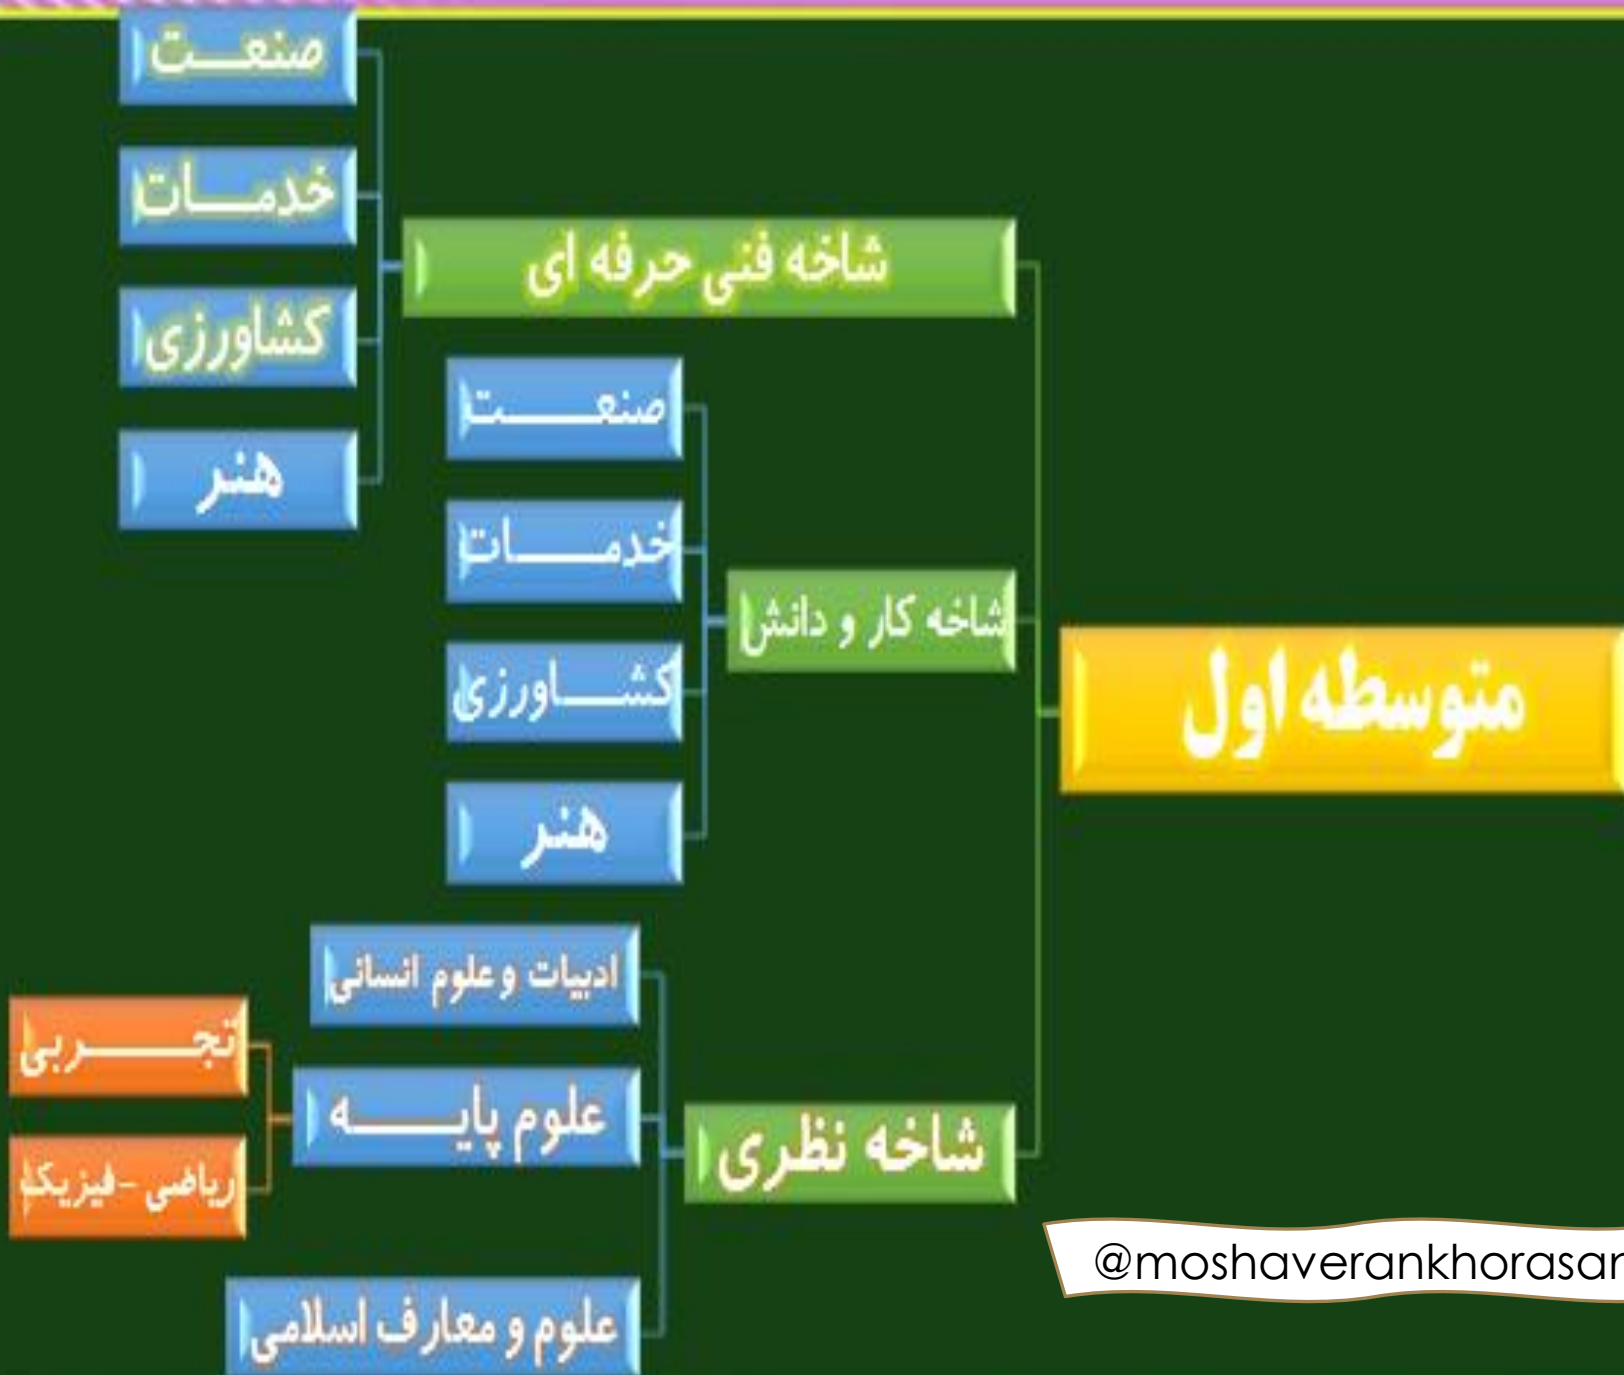 متوسطه اول
شاخه فنی حرفه ای
صنعت
خدمات
کشاورزی
هنر
شاخه کار و دانش
صنعت
خدمات
کشاورزی
هنر
شاخه نظری
ادبیات و علوم انسانی
علوم پایه
تجربی
ریاضی - فیزیک
علوم و معارف اسلامی
@moshaverankhorasan